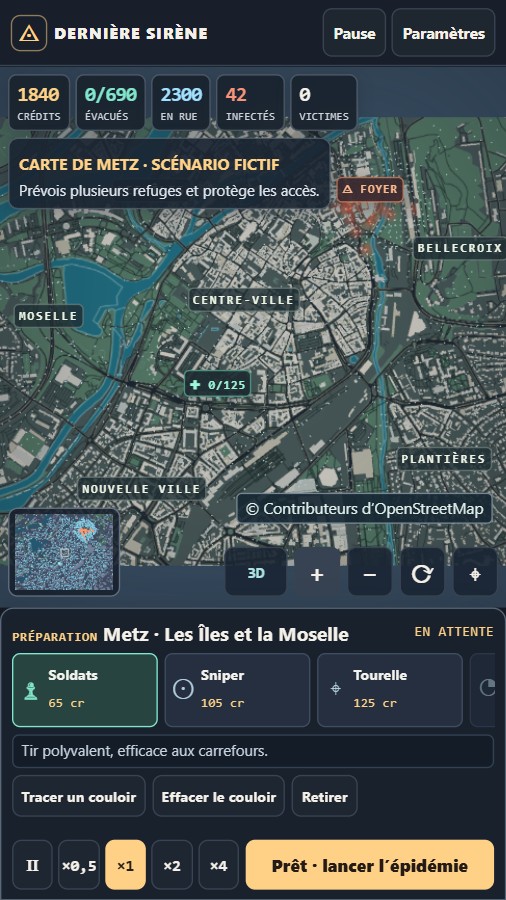 DERNIÈRE SIRÈNE
Pause
Paramètres
1840
CRÉDITS
0/690
ÉVACUÉS
2300
EN RUE
42
INFECTÉS
0
VICTIMES
CARTE DE METZ · SCÉNARIO FICTIF
Prévois plusieurs refuges et protège les accès.
FOYER
BELLECROIX
CENTRE-VILLE
MOSELLE
0/125
PLANTIÈRES
NOUVELLE VILLE
© Contributeurs d'OpenStreetMap
3D
+
−
PRÉPARATION Metz · Les Îles et la Moselle
EN ATTENTE
Soldats
65 cr
Sniper
105 cr
Tourelle
125 cr
Tir polyvalent, efficace aux carrefours.
Tracer un couloir
Effacer le couloir
Retirer
II
×0,5
×1
×2
×4
Prêt · lancer l'épidémie